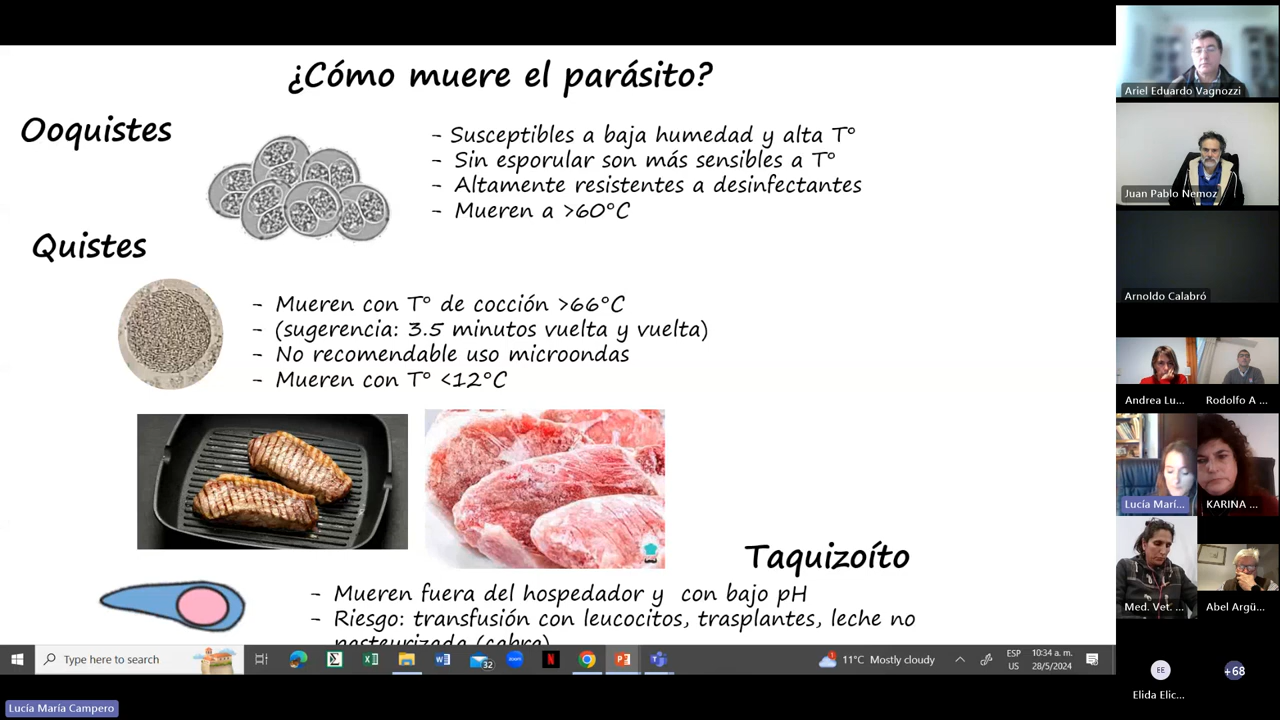 ¿Cómo muere el parásito?
Ooquistes
- Susceptibles a baja humedad y alta T°
- Sin esporular son más sensibles a T°
- Altamente resistentes a desinfectantes
- Mueren a >60°C
Quistes
- Mueren con T° de cocción >66°C
- (sugerencia: 3.5 minutos vuelta y vuelta)
- No recomendable uso microondas
- Mueren con T° <12°C
Taquizoíto
- Mueren fuera del hospedador y con bajo pH
- Riesgo: transfusión con leucocitos, trasplantes, leche no
pasteurizada (cabra)
Type here to search
32
11°C Mostly cloudy
ESP
US
10:34 a. m.
28/5/2024
Lucía María Campero
Ariel Eduardo Vagnozzi
Juan Pablo Nemoz
Arnoldo Calabró
Andrea Lu...
Rodolfo A ...
Lucía Marí...
KARINA ...
Med. Vet. ...
Abel Argü...
EE
+68
Elida Elic...